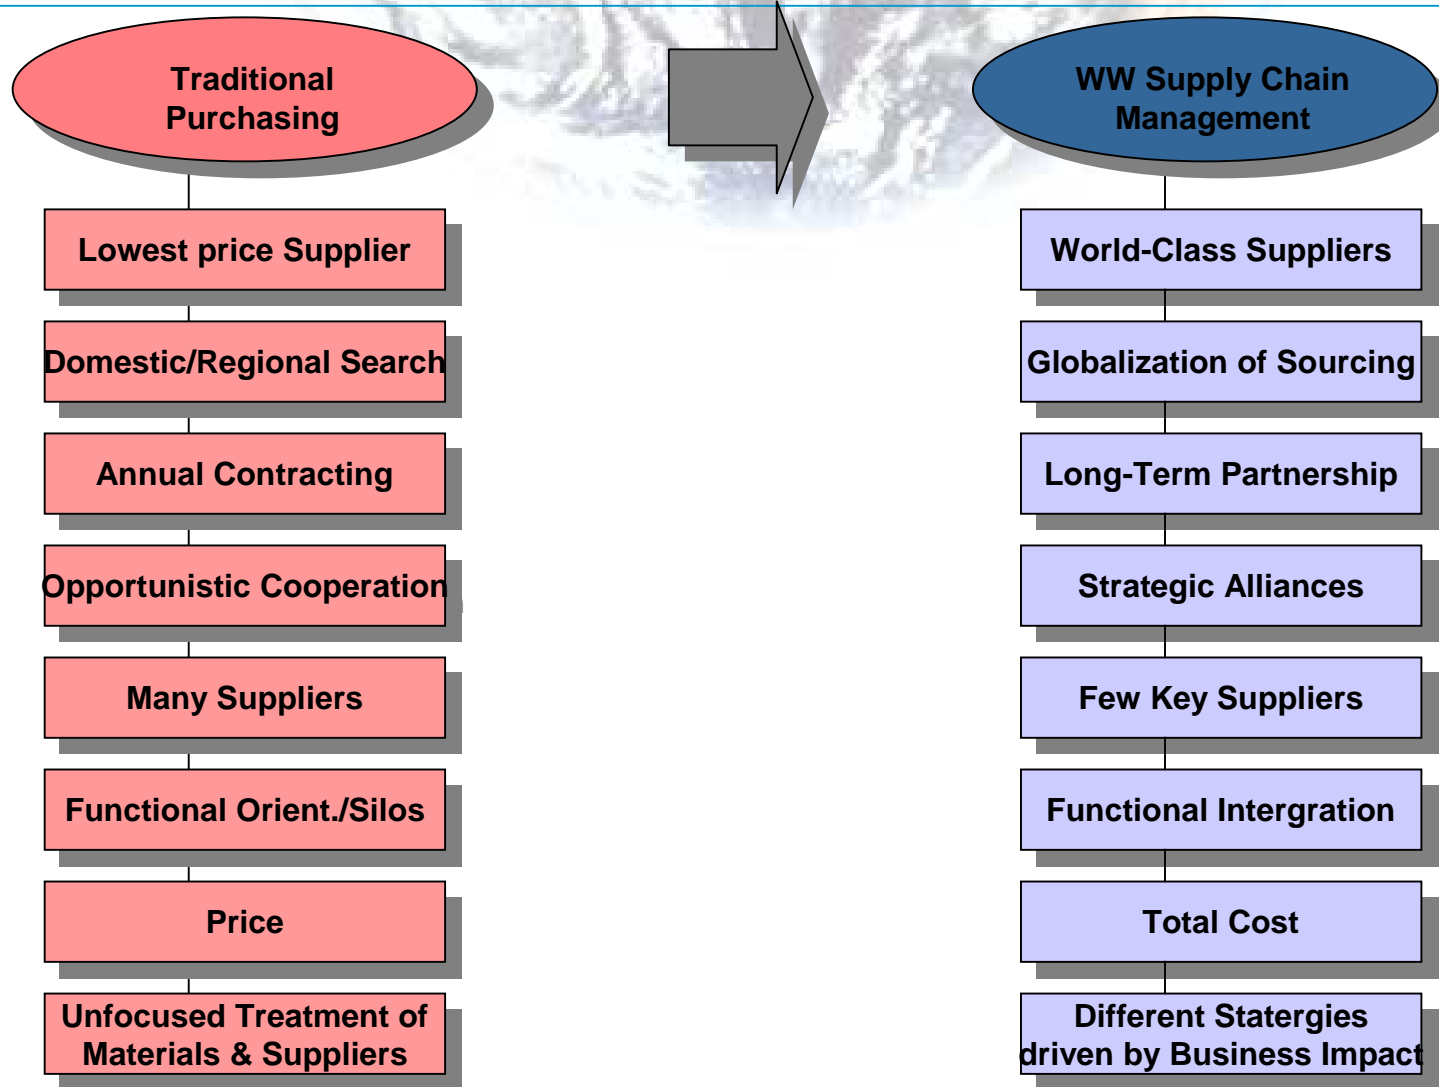 Traditional
Purchasing
WW Supply Chain
Management
Lowest price Supplier
World-Class Suppliers
Domestic/Regional Search
Globalization of Sourcing
Annual Contracting
Long-Term Partnership
Opportunistic Cooperation
Strategic Alliances
Many Suppliers
Few Key Suppliers
Functional Orient./Silos
Functional Intergration
Price
Total Cost
Unfocused Treatment of
Materials & Suppliers
Different Statergies
driven by Business Impact